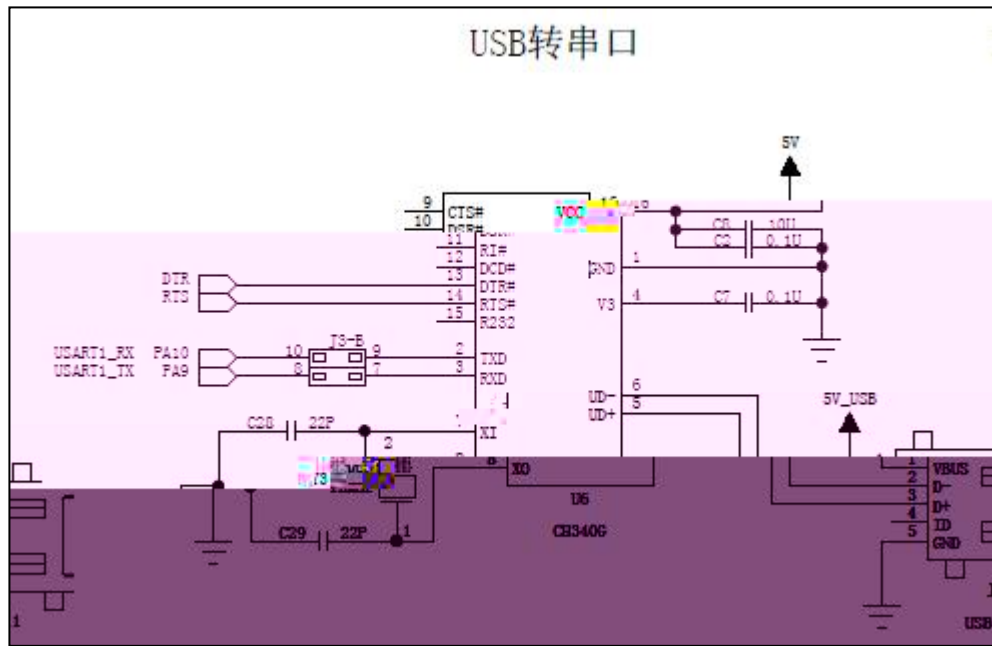 USB转串口
5V
9 CTS# VCC
10 DSR#
C6 10U
11 RI# C2 0.1U
12 DCD# GND 1
DTR 13 DTR#
RTS 14 RTS# V3 4 C7 0.1U
15 R232
J3-B
USART1_RX PA10 10 9 2 TXD
USART1_TX PA9 8 7 3 RXD
UD- 6
UD+ 5 5V_USB
C28 22P XI
2
8 XO 1 VBUS
2 D-
U6 3 D+
4 ID
C29 22P 1 CH340G 5 GND
1 USB